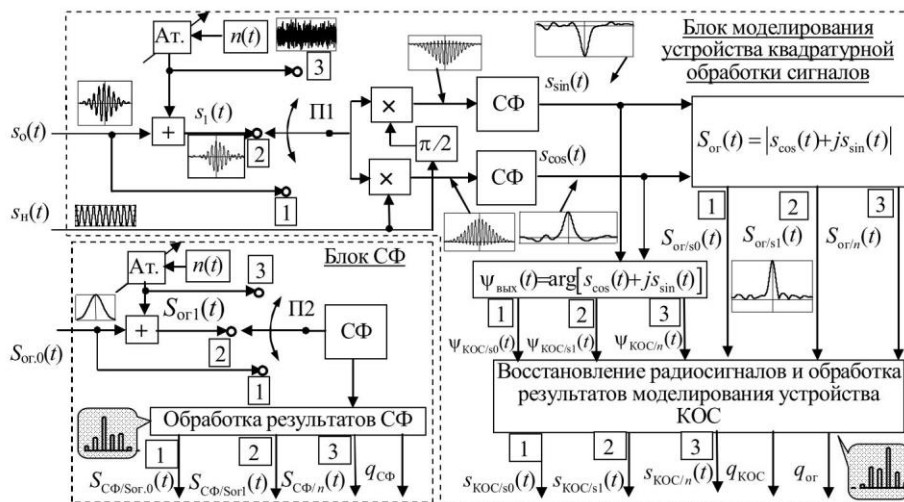 Блок моделирования
устройства квадратурной
обработки сигналов
Ат.
n(t)
3
s_sin(t)
s_о(t)
+
s_1(t)
2
П1
×
СФ
π/2
S_ог(t) = |s_cos(t)+js_sin(t)|
s_cos(t)
×
СФ
1
s_н(t)
1
2
3
S_ог/s0(t)
S_ог/s1(t)
S_ог/n(t)
Блок СФ
Ат.
n(t)
3
ψ_вых(t)=arg[s_cos(t)+js_sin(t)]
S_ог1(t)
П2
СФ
S_ог.0(t)
+
2
1
1
2
3
ψ_КОС/s0(t)
ψ_КОС/s1(t)
ψ_КОС/n(t)
Восстановление радиосигналов и обработка
результатов моделирования устройства
КОС
Обработка результатов СФ
1
2
3
S_СФ/Sог.0(t)
S_СФ/Sог1(t)
S_СФ/n(t)
q_СФ
1
2
3
s_КОС/s0(t)
s_КОС/s1(t)
s_КОС/n(t)
q_КОС
q_ог